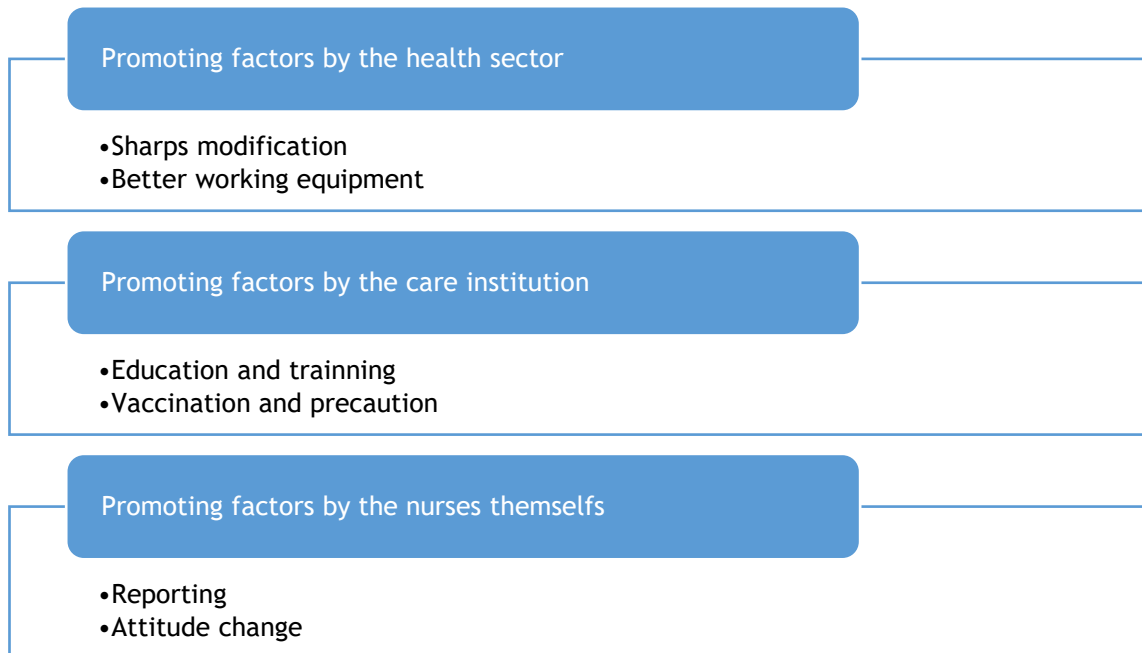 Promoting factors by the health sector
•Sharps modification
•Better working equipment
Promoting factors by the care institution
•Education and trainning
•Vaccination and precaution
Promoting factors by the nurses themselfs
•Reporting
•Attitude change